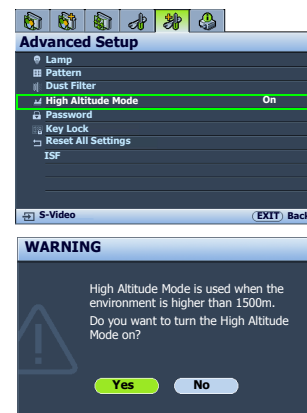 Advanced Setup
Lamp
Pattern
Dust Filter
High Altitude Mode On
Password
Key Lock
Reset All Settings
ISF
S-Video EXIT Back
WARNING
High Altitude Mode is used when the
environment is higher than 1500m.
Do you want to turn the High Altitude
Mode on?
Yes No